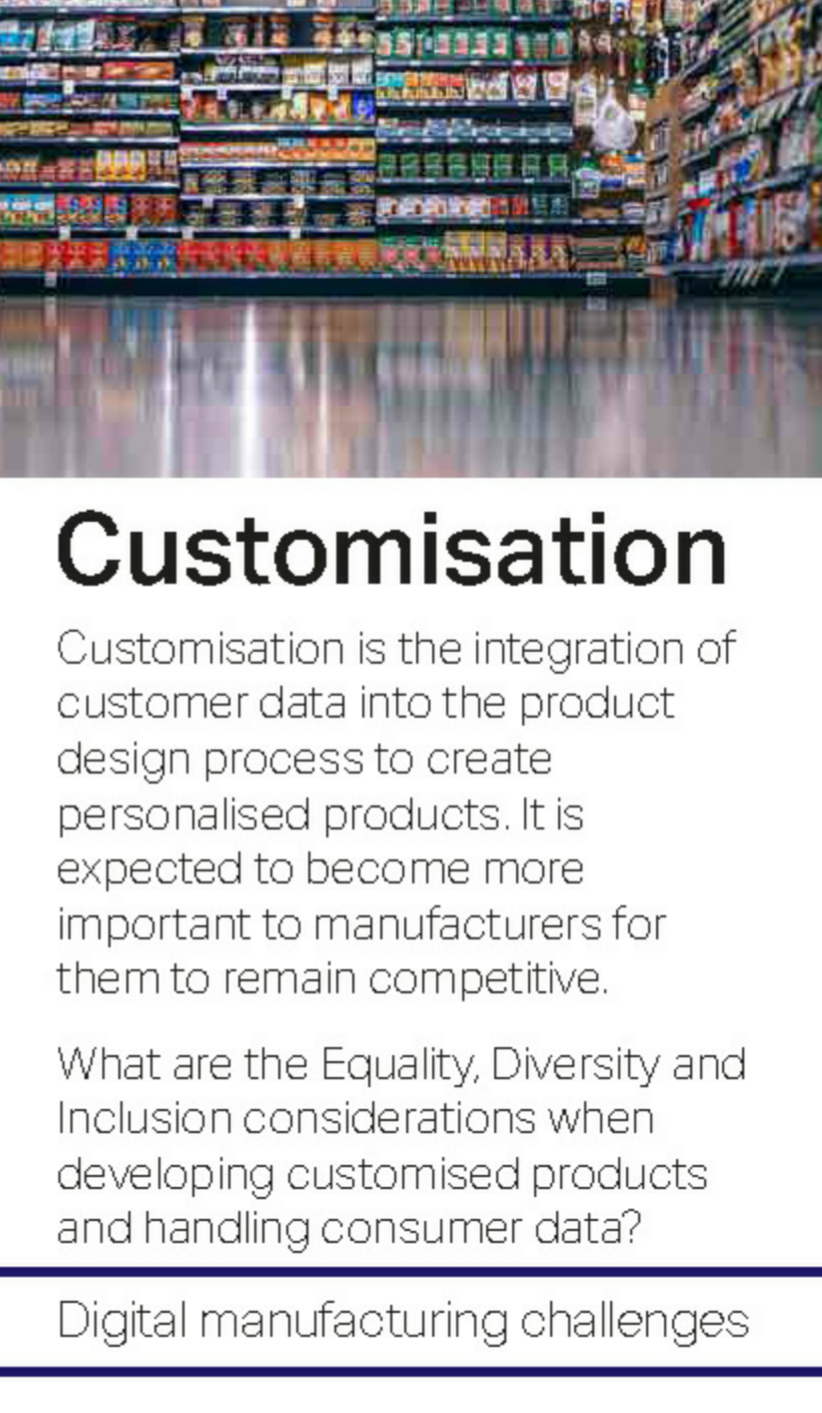 Customisation
Customisation is the integration of
customer data into the product
design process to create
personalised products. It is
expected to become more
important to manufacturers for
them to remain competitive.
What are the Equality, Diversity and
Inclusion considerations when
developing customised products
and handling consumer data?
Digital manufacturing challenges